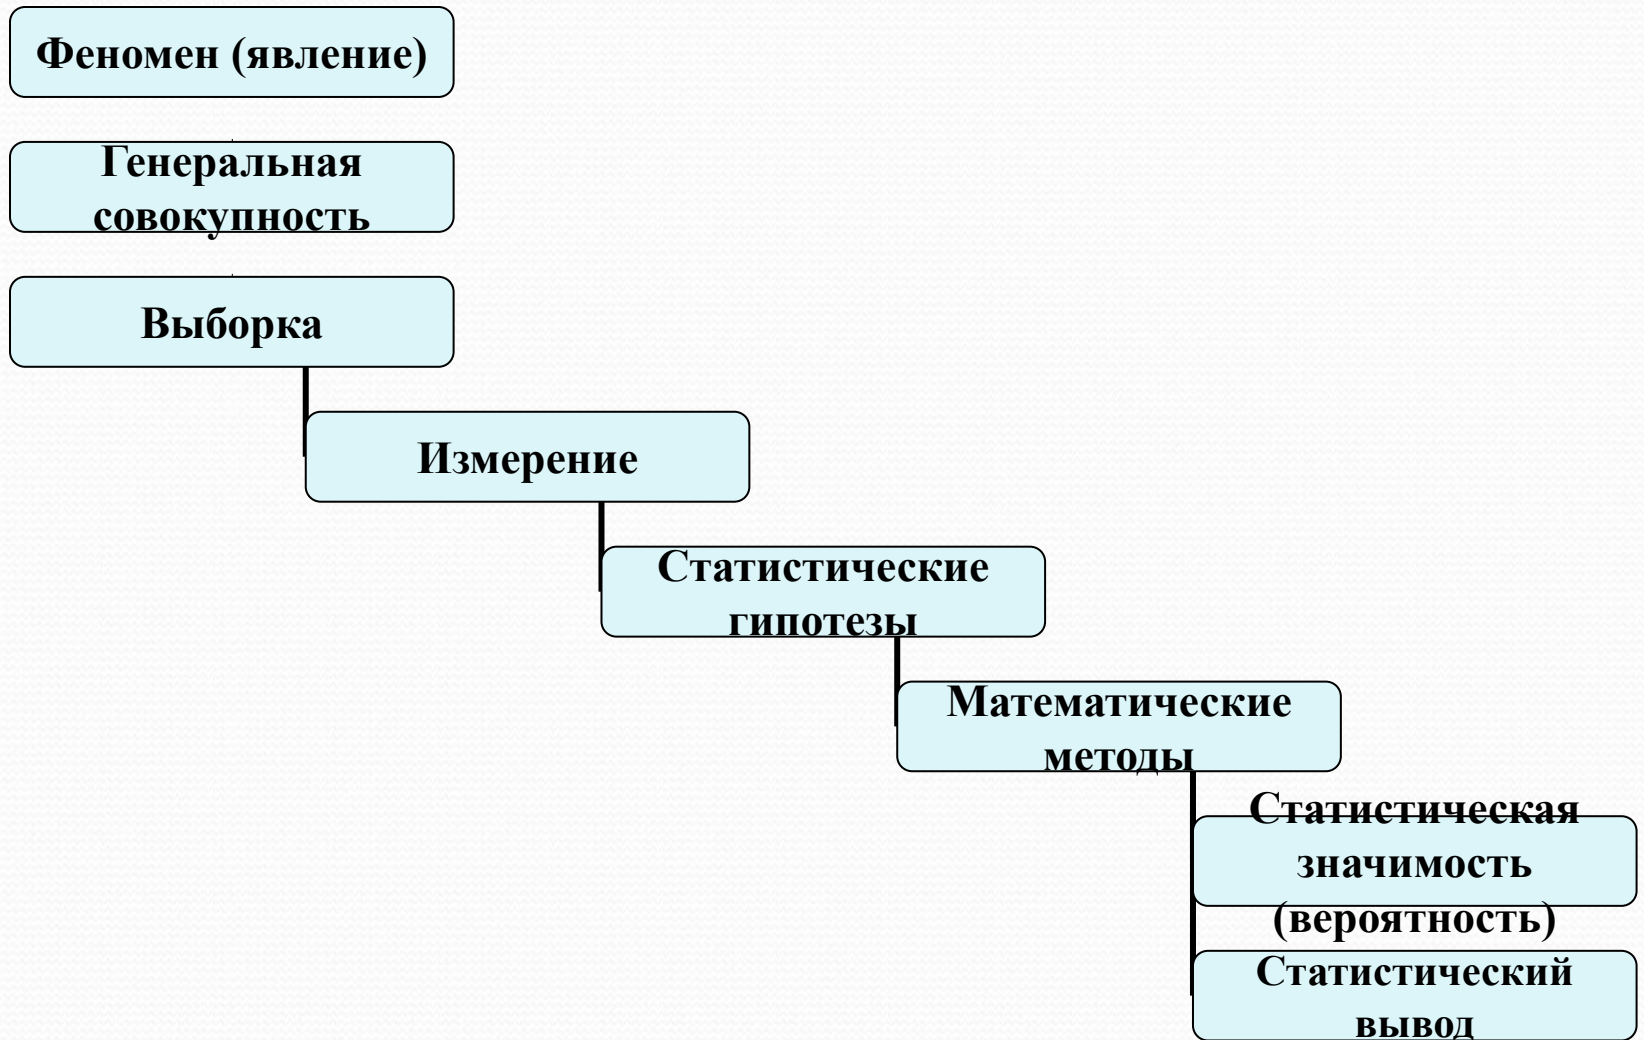 Феномен (явление)
Генеральная
совокупность
Выборка
Измерение
Статистические
гипотезы
Математические
методы
Статистическая
значимость
(вероятность)
Статистический
вывод